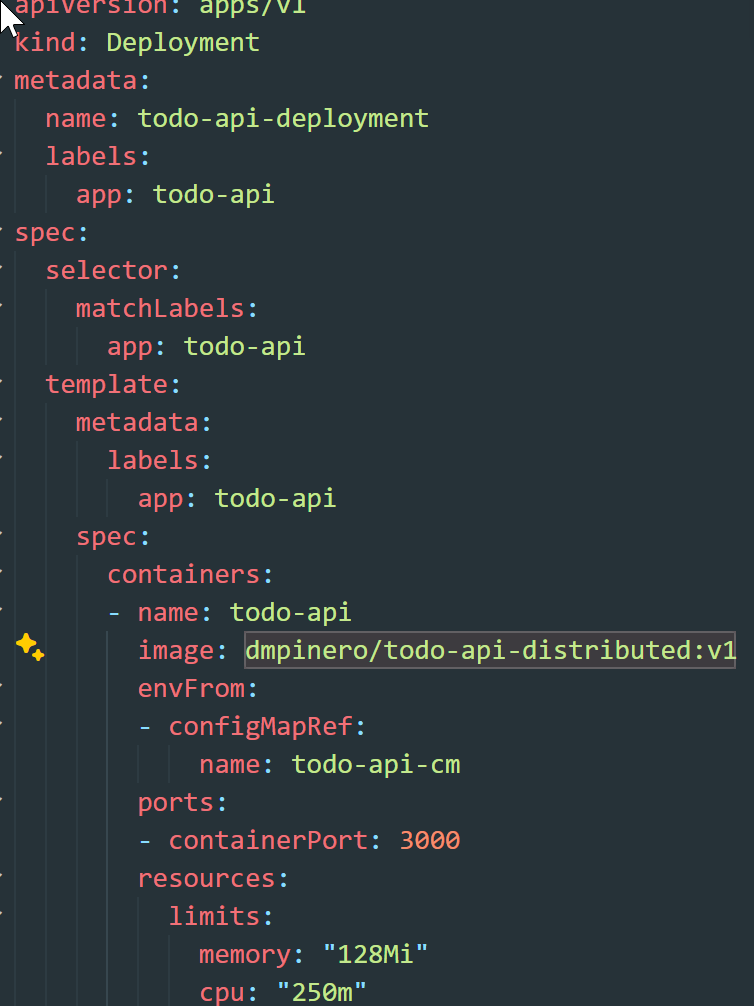 apiVersion: apps/v1
kind: Deployment
metadata:
  name: todo-api-deployment
  labels:
    app: todo-api
spec:
  selector:
    matchLabels:
      app: todo-api
  template:
    metadata:
      labels:
        app: todo-api
    spec:
      containers:
      - name: todo-api
        image: dmpinero/todo-api-distributed:v1
        envFrom:
        - configMapRef:
            name: todo-api-cm
        ports:
        - containerPort: 3000
        resources:
          limits:
            memory: "128Mi"
            cpu: "250m"